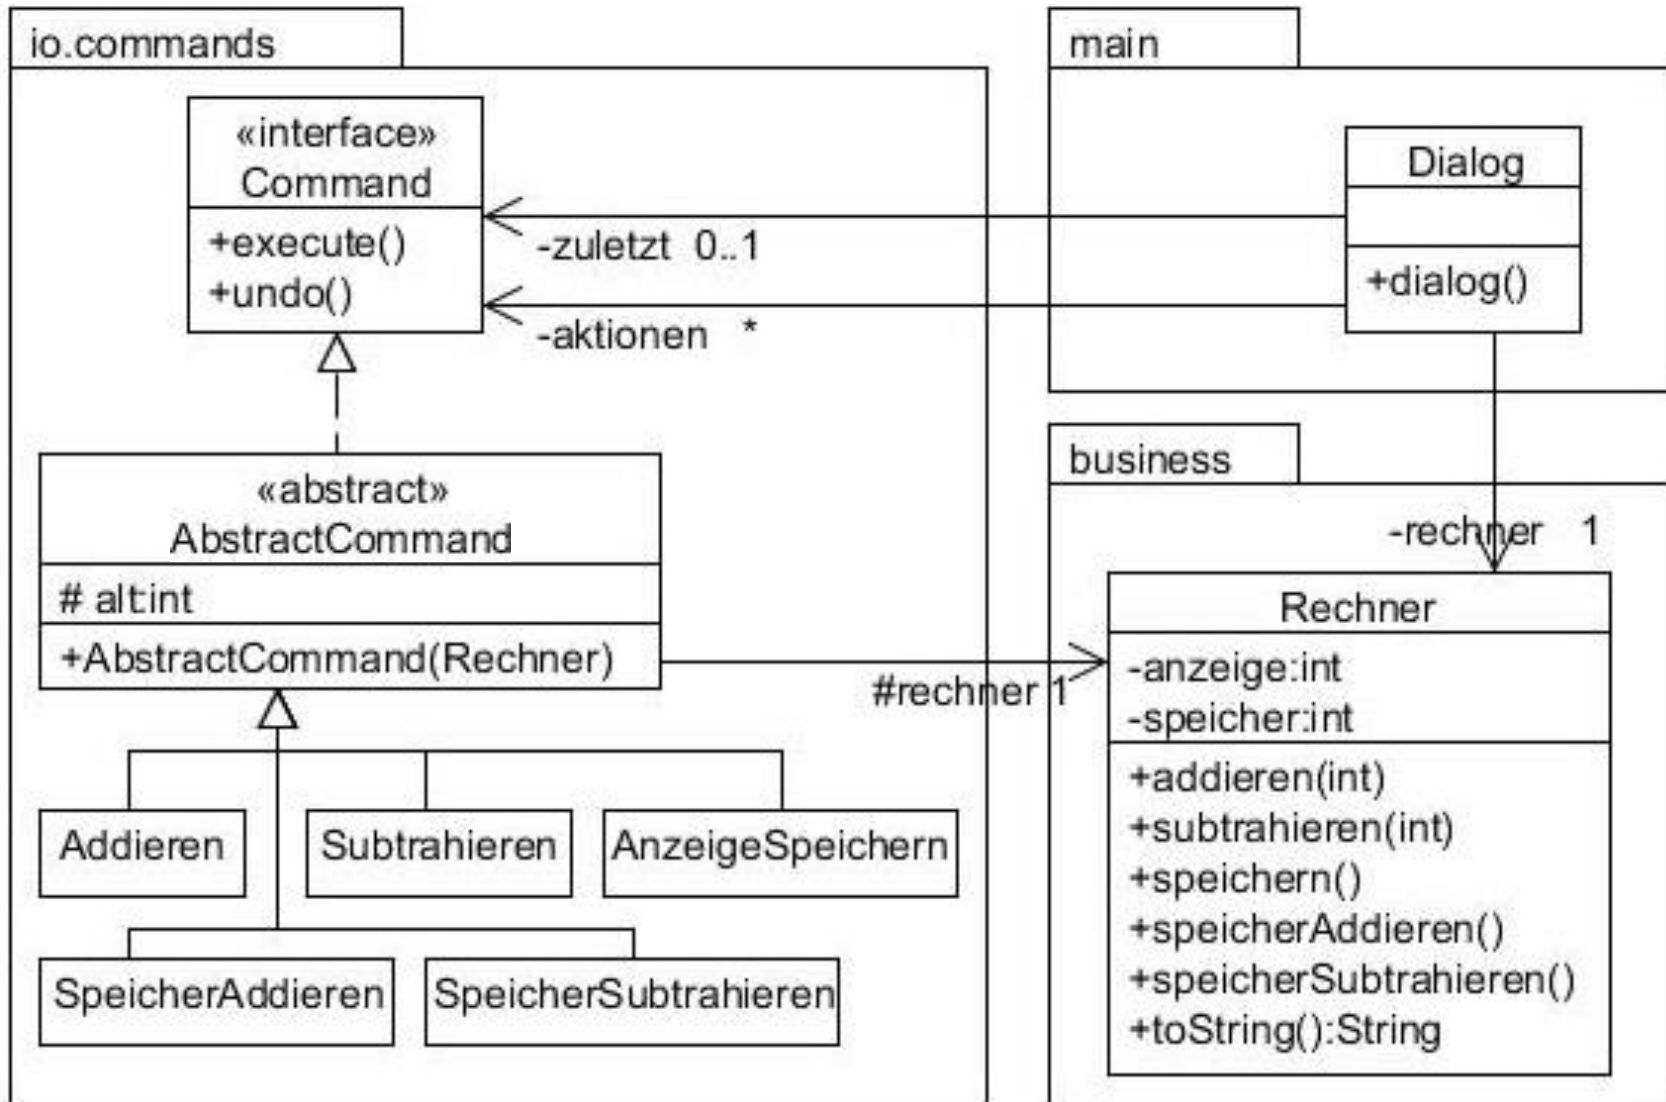 io.commands
«interface»
Command
+execute()
+undo()
-zuletzt 0..1
-aktionen *
«abstract»
AbstractCommand
# alt:int
+AbstractCommand(Rechner)
#rechner 1
Addieren
Subtrahieren
AnzeigeSpeichern
SpeicherAddieren
SpeicherSubtrahieren
main
Dialog
+dialog()
business
-rechner 1
Rechner
-anzeige:int
-speicher:int
+addieren(int)
+subtrahieren(int)
+speichern()
+speicherAddieren()
+speicherSubtrahieren()
+toString():String